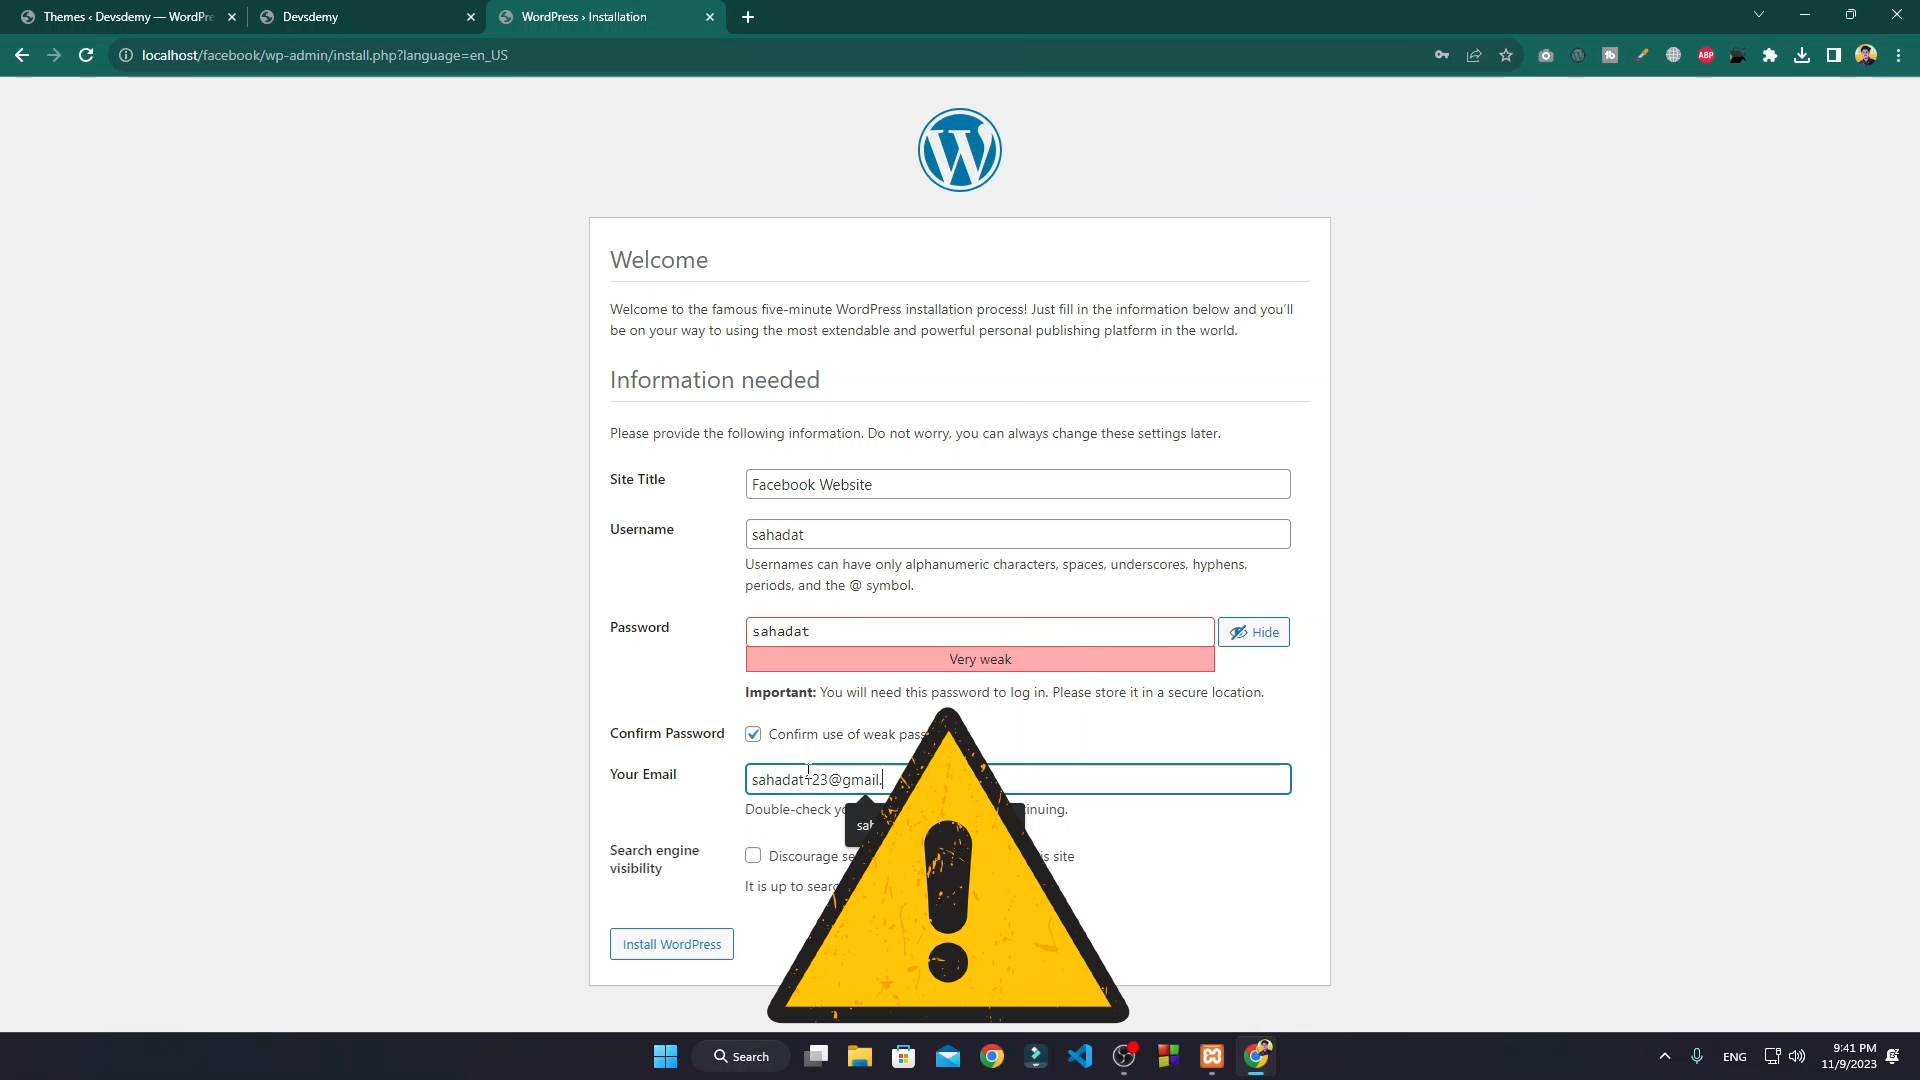 Themes ‹ Devsdemy — WordPre
Devsdemy
WordPress › Installation
localhost/facebook/wp-admin/install.php?language=en_US
ABP
W
Welcome
Welcome to the famous five-minute WordPress installation process! Just fill in the information below and you’ll
be on your way to using the most extendable and powerful personal publishing platform in the world.
Information needed
Please provide the following information. Do not worry, you can always change these settings later.
Site Title
Facebook Website
Username
sahadat
Usernames can have only alphanumeric characters, spaces, underscores, hyphens,
periods, and the @ symbol.
Password
sahadat
Hide
Very weak
Important: You will need this password to log in. Please store it in a secure location.
Confirm Password
Confirm use of weak pass
Your Email
sahadat123@gmail.
Double-check
Search engine
visibility
Discourage
site
It is up to
Install WordPress
Search
ENG
9:41 PM
11/9/2023